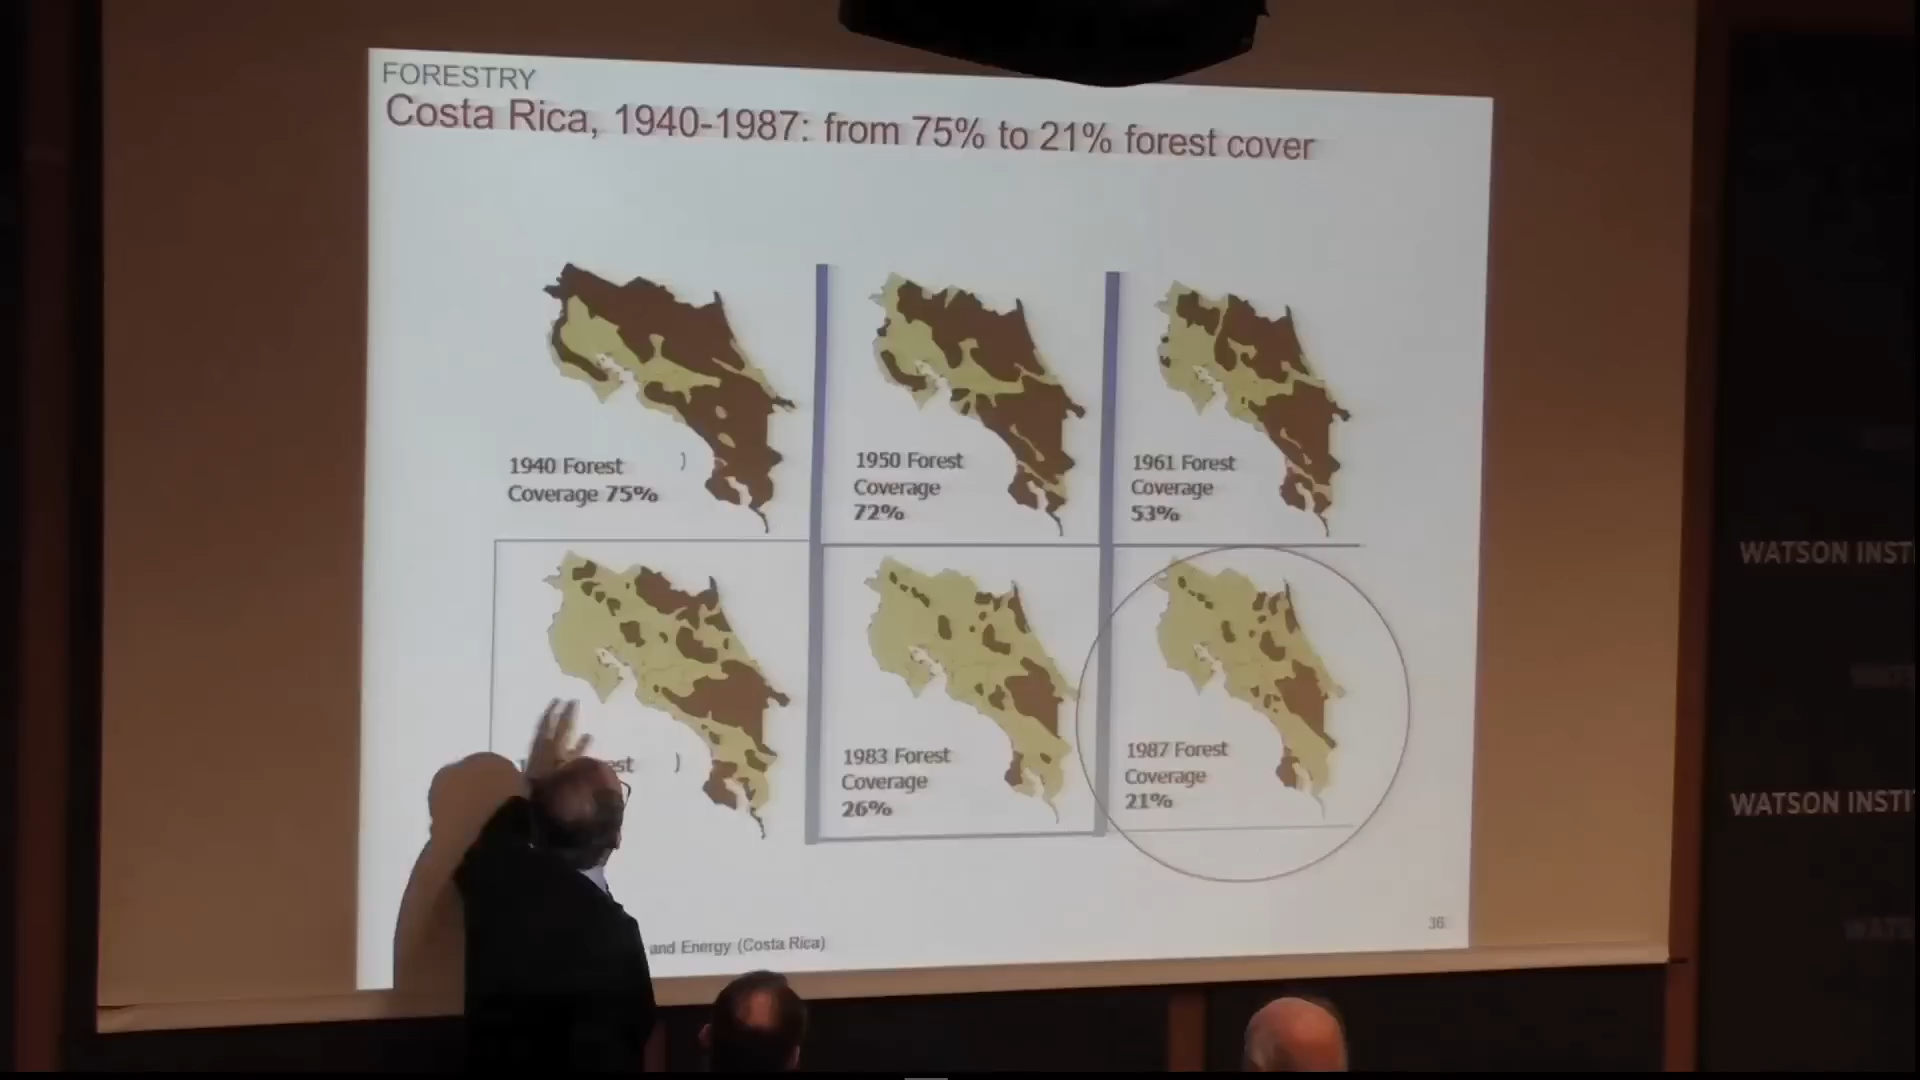 FORESTRY
Costa Rica, 1940-1987: from 75% to 21% forest cover
1940 Forest )
Coverage 75%
1950 Forest
Coverage
72%
1961 Forest
Coverage
53%
est )
1983 Forest
Coverage
26%
1987 Forest
Coverage
21%
and Energy (Costa Rica)
36
WATSON INST
WATSON INSTI